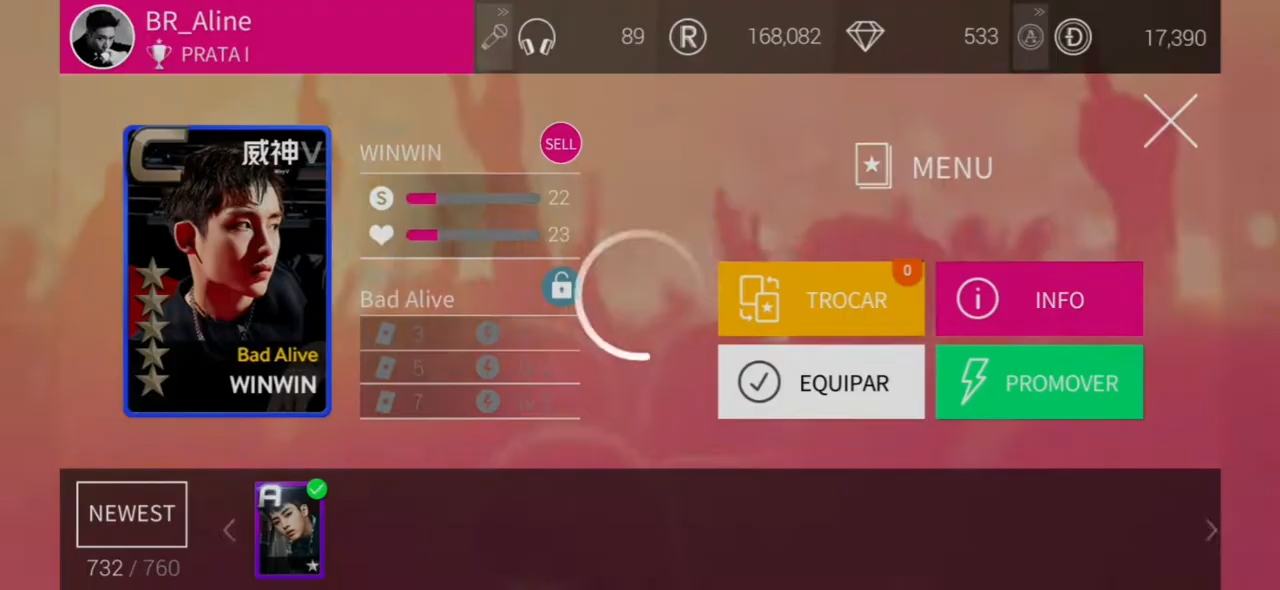 BR_Aline
PRATA I
89
R
168,082
533
A
17,390
C
威神V
WayV
Bad Alive
WINWIN
WINWIN
SELL
S
22
23
Bad Alive
3
5
7
MENU
0
TROCAR
INFO
EQUIPAR
PROMOVER
NEWEST
732 / 760
A